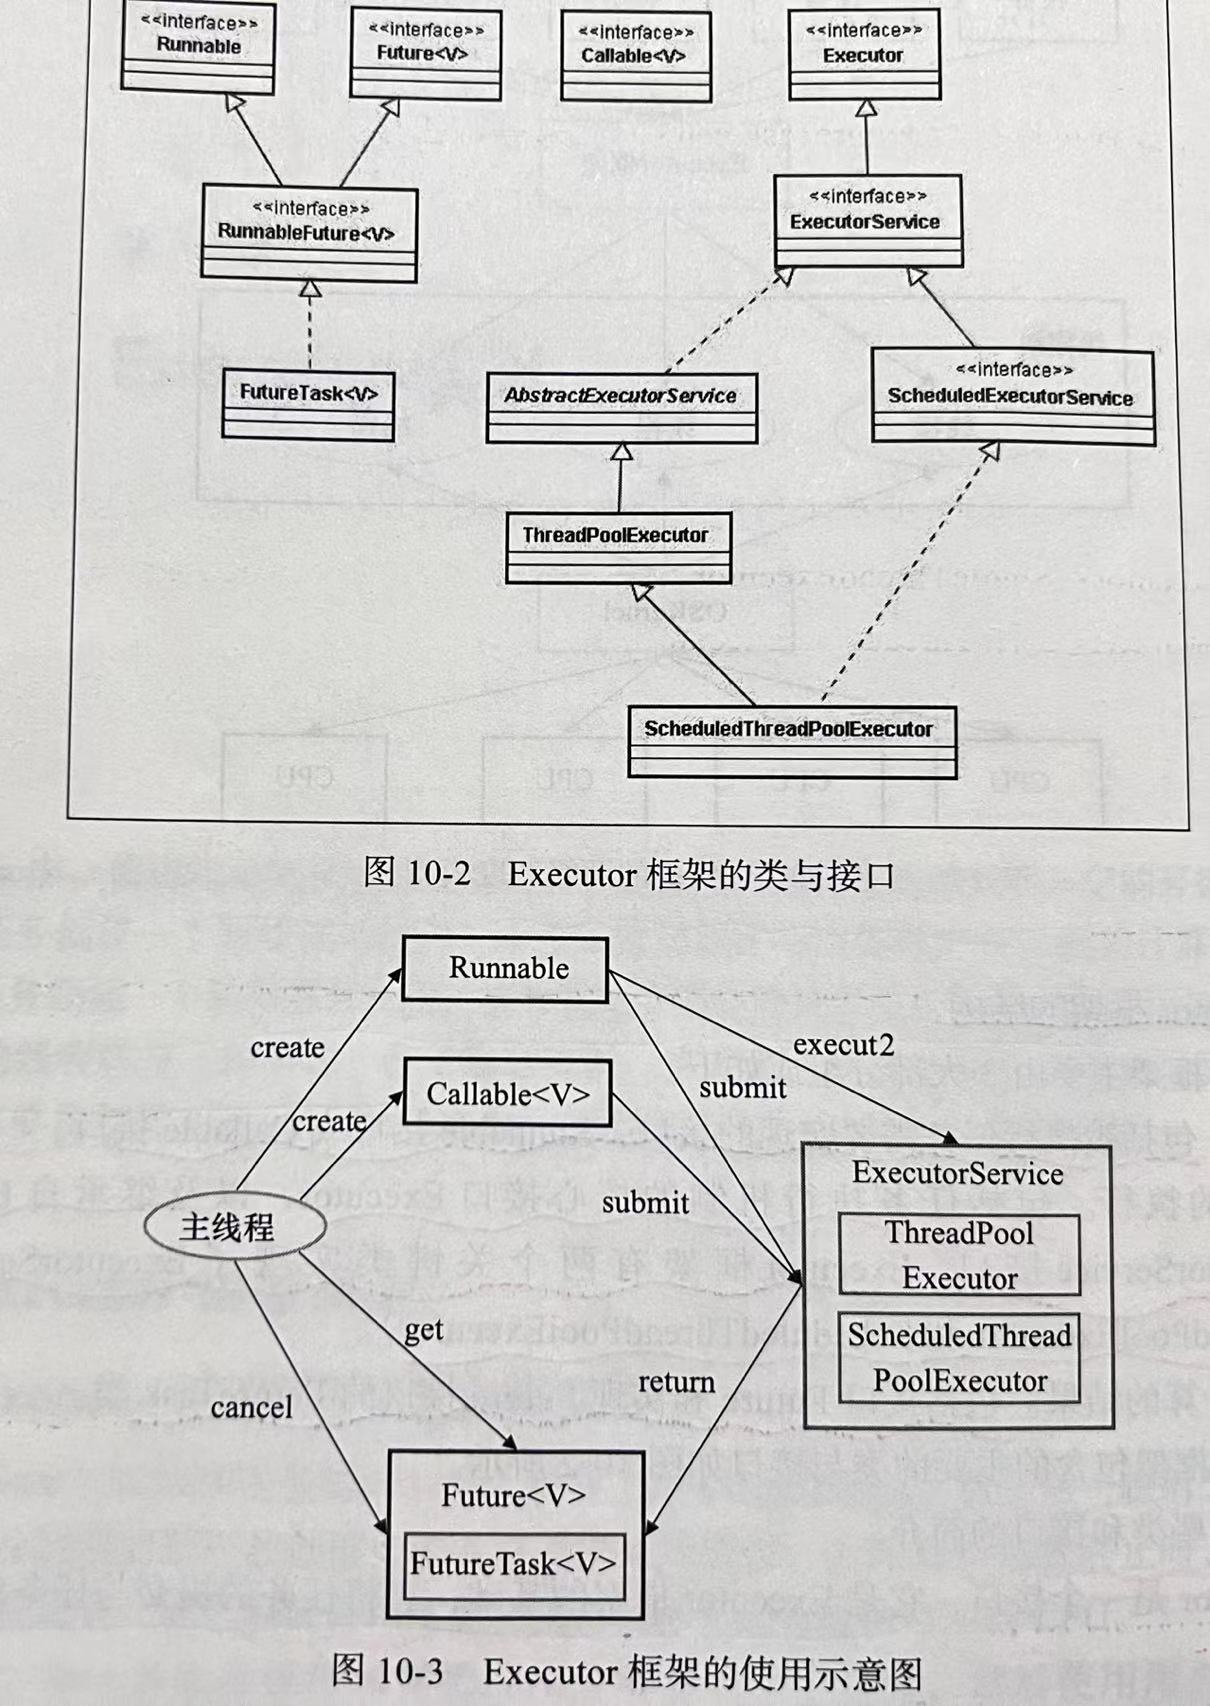 <<interface>>
Runnable
<<interface>>
Future<V>
<<interface>>
Callable<V>
<<interface>>
Executor
<<interface>>
RunnableFuture<V>
<<interface>>
ExecutorService
FutureTask<V>
AbstractExecutorService
<<interface>>
ScheduledExecutorService
ThreadPoolExecutor
ScheduledThreadPoolExecutor
图 10-2 Executor 框架的类与接口
Runnable
create
execut2
submit
Callable<V>
create
submit
主线程
ExecutorService
ThreadPool
Executor
ScheduledThread
PoolExecutor
get
return
cancel
Future<V>
FutureTask<V>
图 10-3 Executor 框架的使用示意图